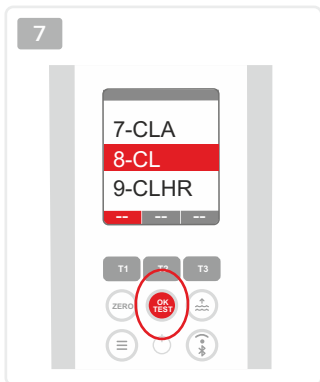 7
7-CLA
8-CL
9-CLHR
-- -- --
T1 T2 T3
ZERO
OK
TEST